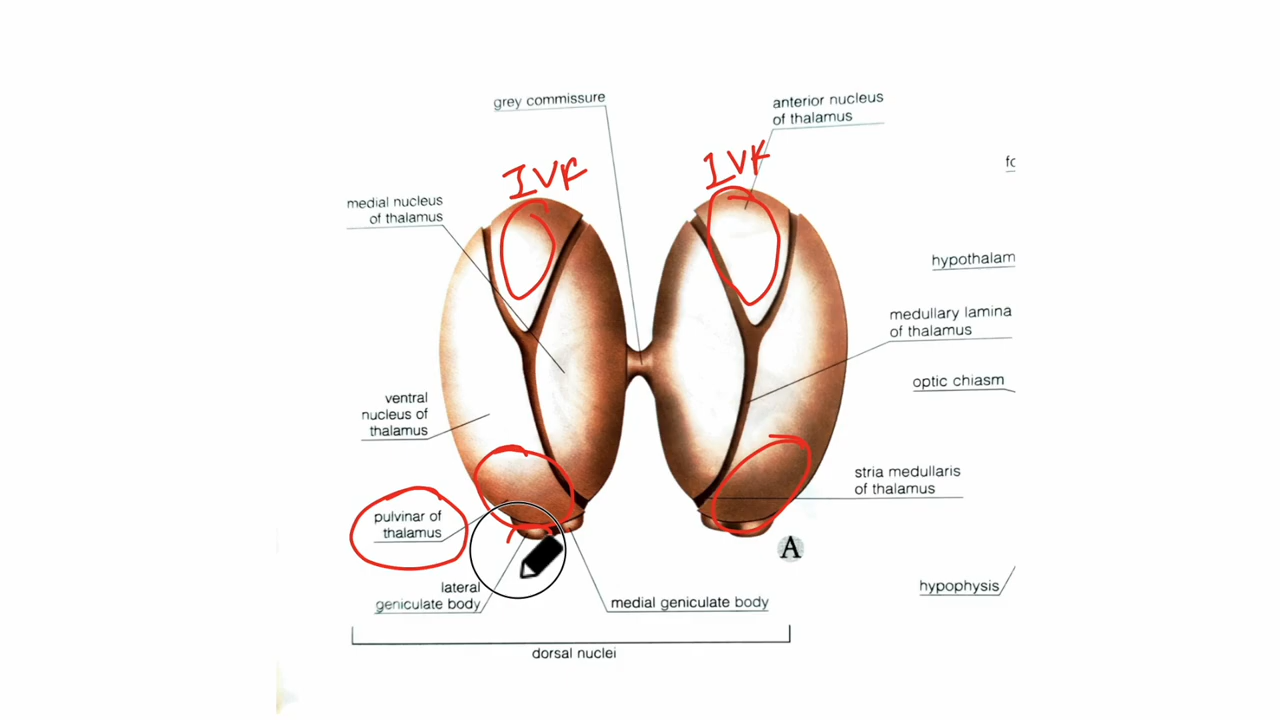 grey commissure
anterior nucleus
of thalamus
IVF
IVF
medial nucleus
of thalamus
hypothalam
medullary lamina
of thalamus
optic chiasm
ventral
nucleus of
thalamus
stria medullaris
of thalamus
pulvinar of
thalamus
A
lateral
geniculate body
medial geniculate body
hypophysis
dorsal nuclei